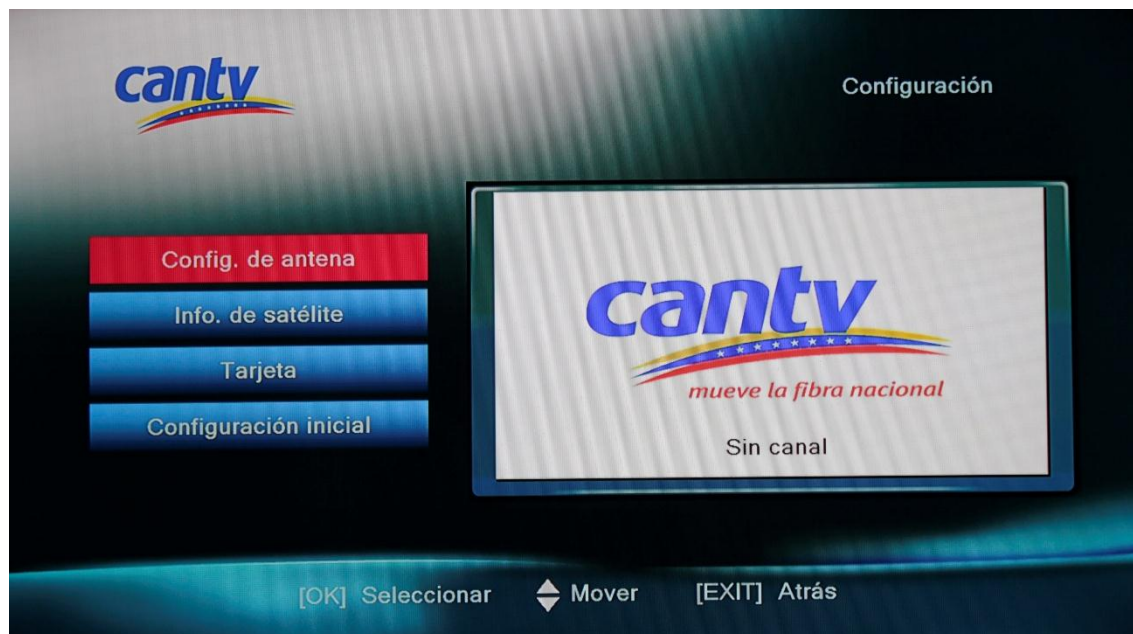 cantv
Configuración
Config. de antena
Info. de satélite
Tarjeta
Configuración inicial
cantv
mueve la fibra nacional
Sin canal
[OK] Seleccionar Mover [EXIT] Atrás